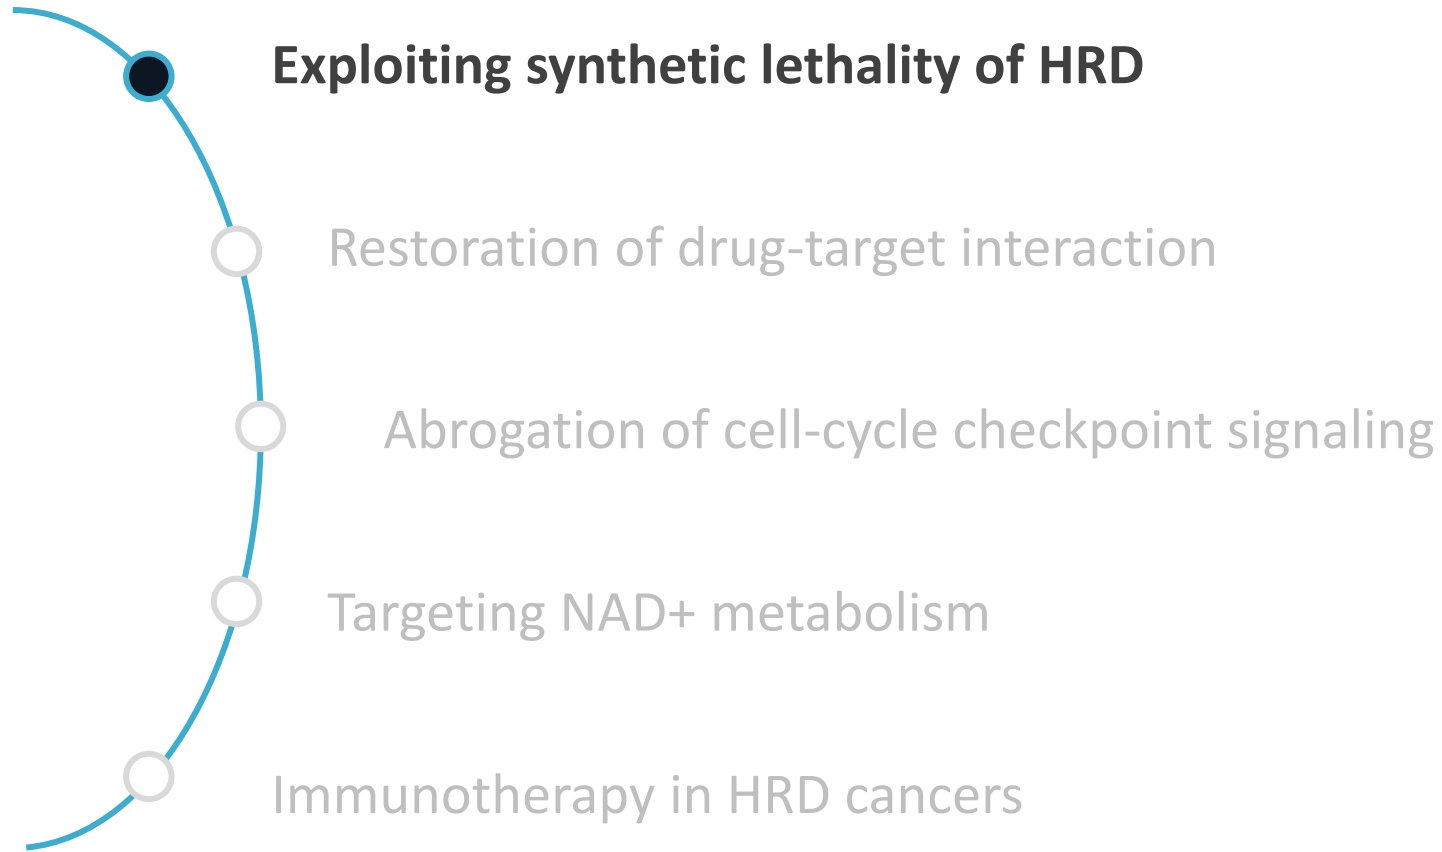 Exploiting synthetic lethality of HRD
Restoration of drug-target interaction
Abrogation of cell-cycle checkpoint signaling
Targeting NAD+ metabolism
Immunotherapy in HRD cancers